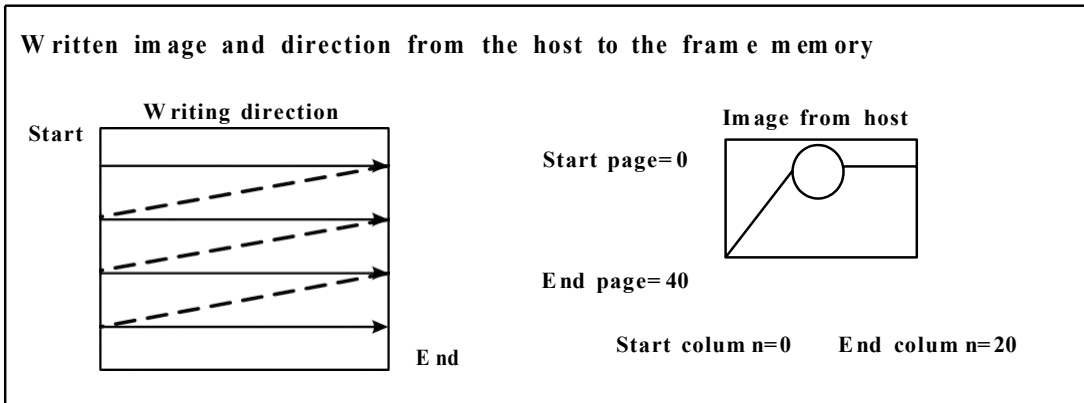 Written image and direction from the host to the frame memory
Writing direction
Start
End
Image from host
Start page=0
End page=40
Start column=0 End column=20